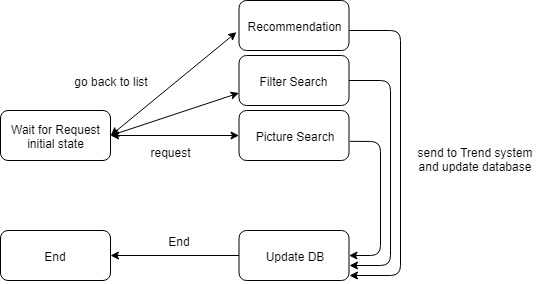 Recommendation
go back to list
Filter Search
Wait for Request
initial state
Picture Search
request
send to Trend system
and update database
End
End
Update DB